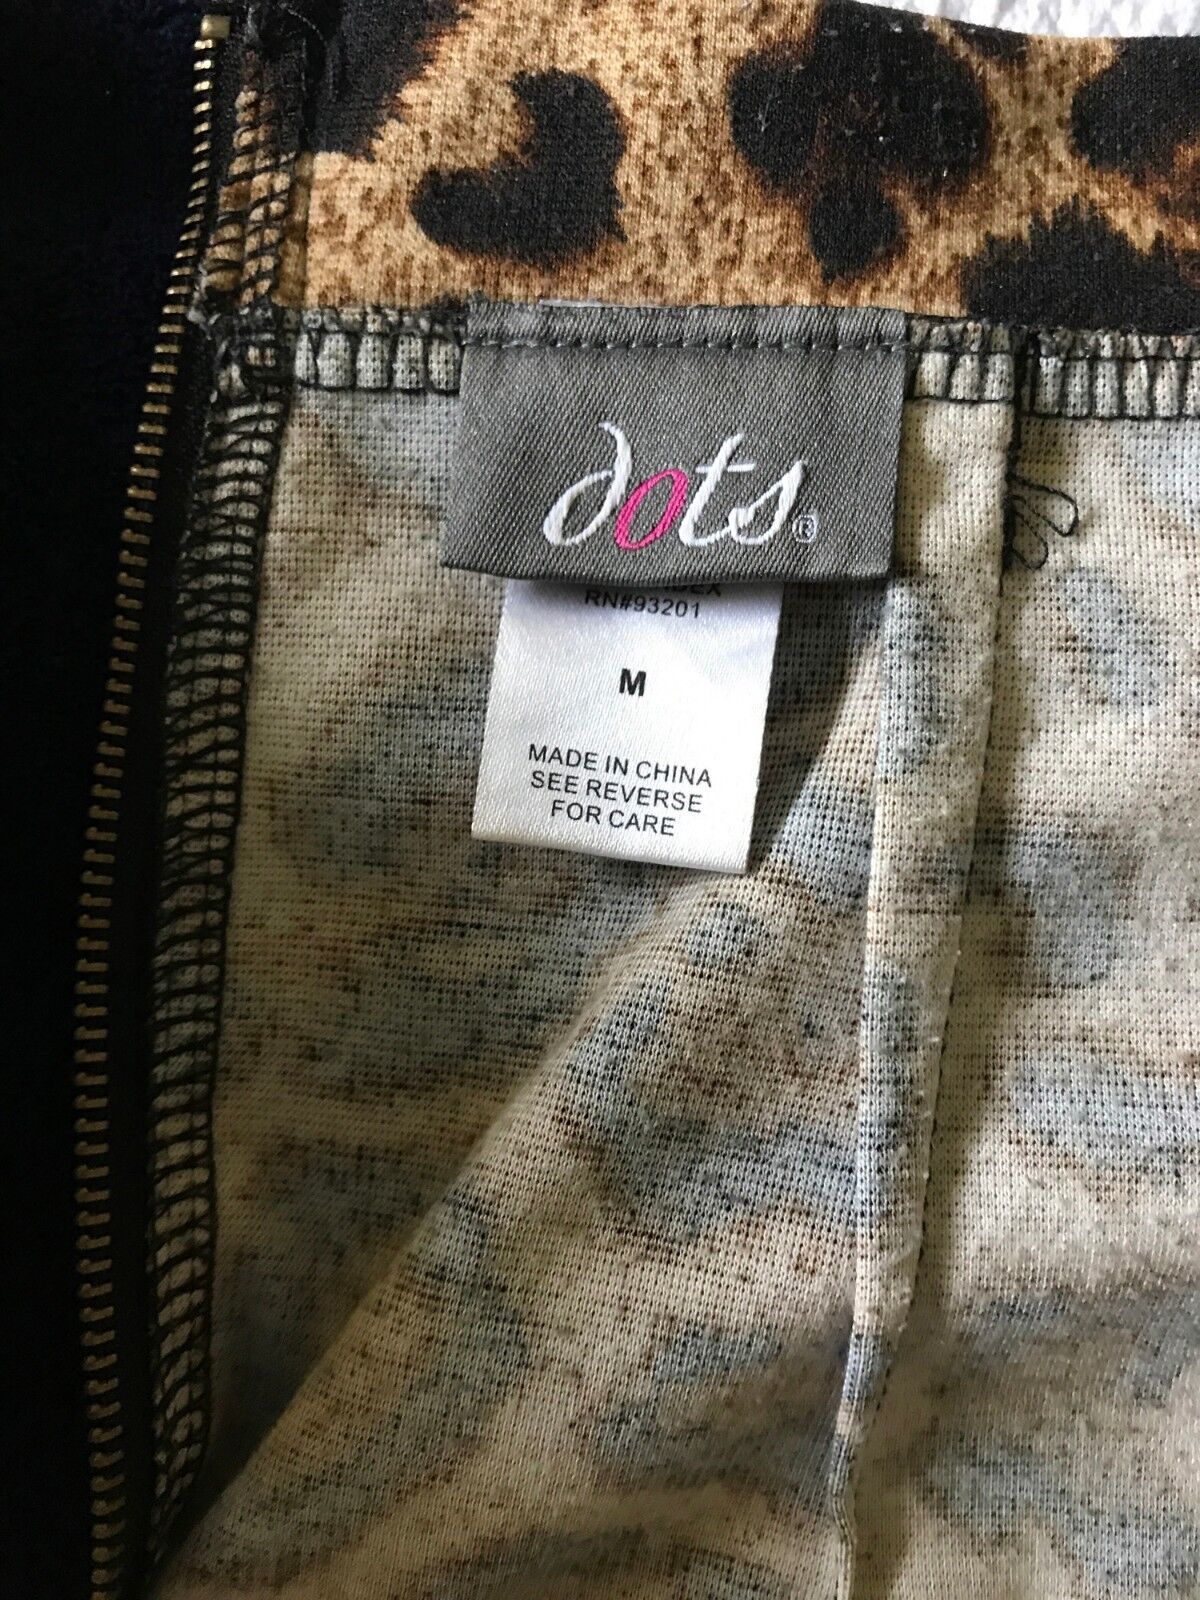 dots®
RN#93201
M
MADE IN CHINA
SEE REVERSE
FOR CARE